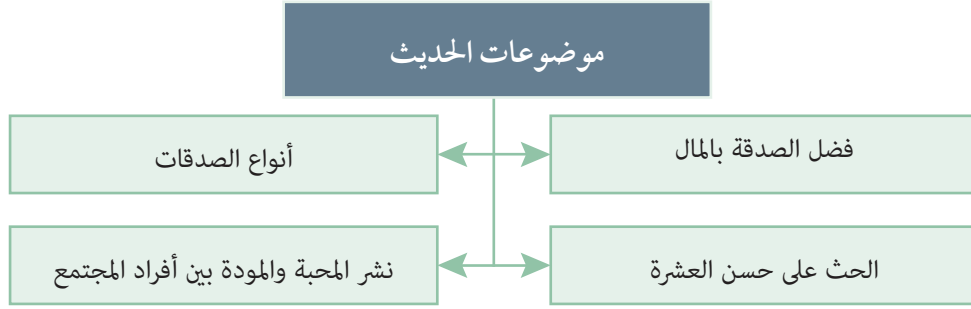 موضوعات الحديث
فضل الصدقة بالمال
أنواع الصدقات
الحث على حسن العشرة
نشر المحبة والمودة بين أفراد المجتمع